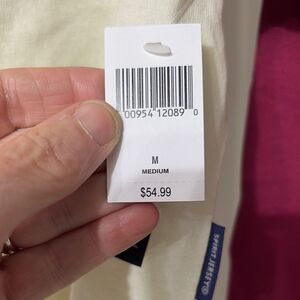 00954 12089 0
M
MEDIUM
$54.99
SPIRIT JERSEY®